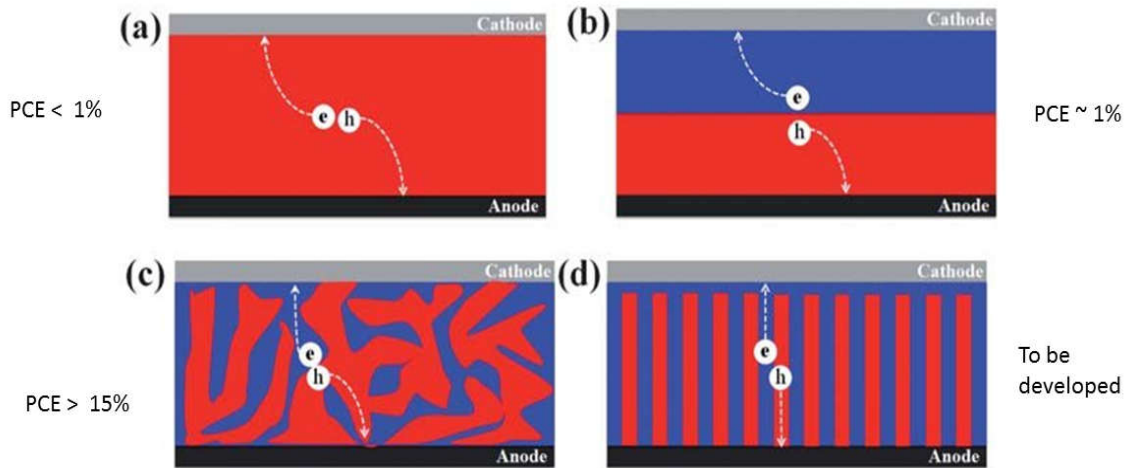 (a)
Cathode
PCE < 1%
e
h
Anode
(b)
Cathode
e
h
PCE ~ 1%
Anode
(c)
Cathode
e
h
PCE > 15%
Anode
(d)
Cathode
e
h
To be
developed
Anode